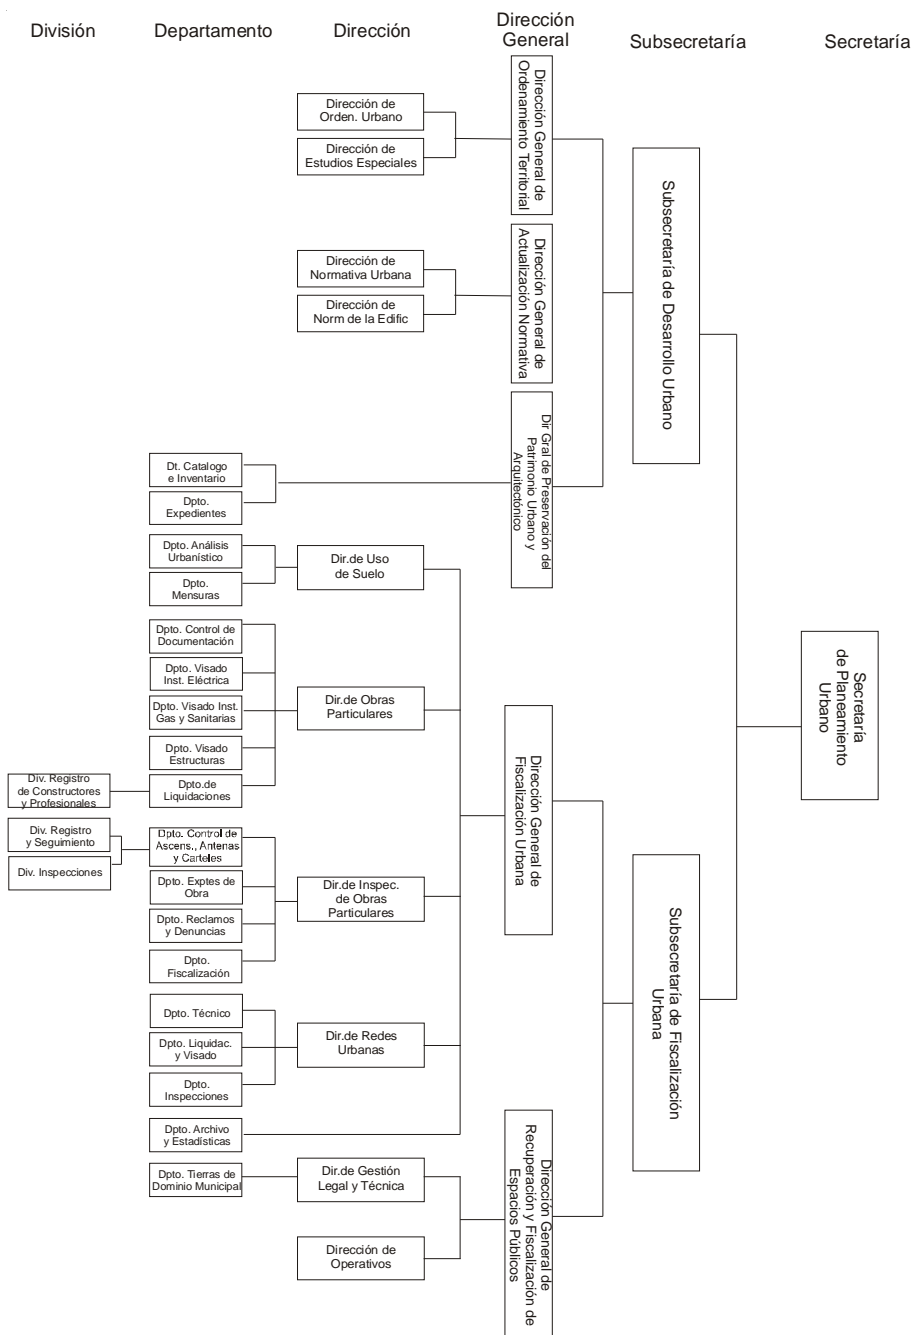 División
Departamento
Dirección
Dirección
General
Subsecretaría
Secretaría
Dirección de
Orden. Urbano
Dirección de
Estudios Especiales
Dirección General de
Ordenamiento Territorial
Dirección de
Normativa Urbana
Dirección de
Norm de la Edific
Dirección General de
Actualización Normativa
Subsecretaría de Desarrollo Urbano
Dt. Catalogo
e Inventario
Dpto.
Expedientes
Dir Gral de Preservación del
Patrimonio Urbano y
Arquitectónico
Dpto. Análisis
Urbanístico
Dpto.
Mensuras
Dir.de Uso
de Suelo
Dpto. Control de
Documentación
Dpto. Visado
Inst. Eléctrica
Dpto. Visado Inst.
Gas y Sanitarias
Dpto. Visado
Estructuras
Dpto.de
Liquidaciones
Dir.de Obras
Particulares
Div. Registro
de Constructores
y Profesionales
Dirección General de
Fiscalización Urbana
Secretaría
de Planeamiento
Urbano
Div. Registro
y Seguimiento
Div. Inspecciones
Dpto. Control de
Ascens., Antenas
y Carteles
Dpto. Exptes de
Obra
Dpto. Reclamos
y Denuncias
Dpto.
Fiscalización
Dir.de Inspec.
de Obras
Particulares
Subsecretaría de Fiscalización
Urbana
Dpto. Técnico
Dpto. Liquidac.
y Visado
Dpto.
Inspecciones
Dir.de Redes
Urbanas
Dpto. Archivo
y Estadísticas
Dpto. Tierras de
Dominio Municipal
Dir.de Gestión
Legal y Técnica
Dirección de
Operativos
Dirección General de
Recuperación y Fiscalización de
Espacios Públicos